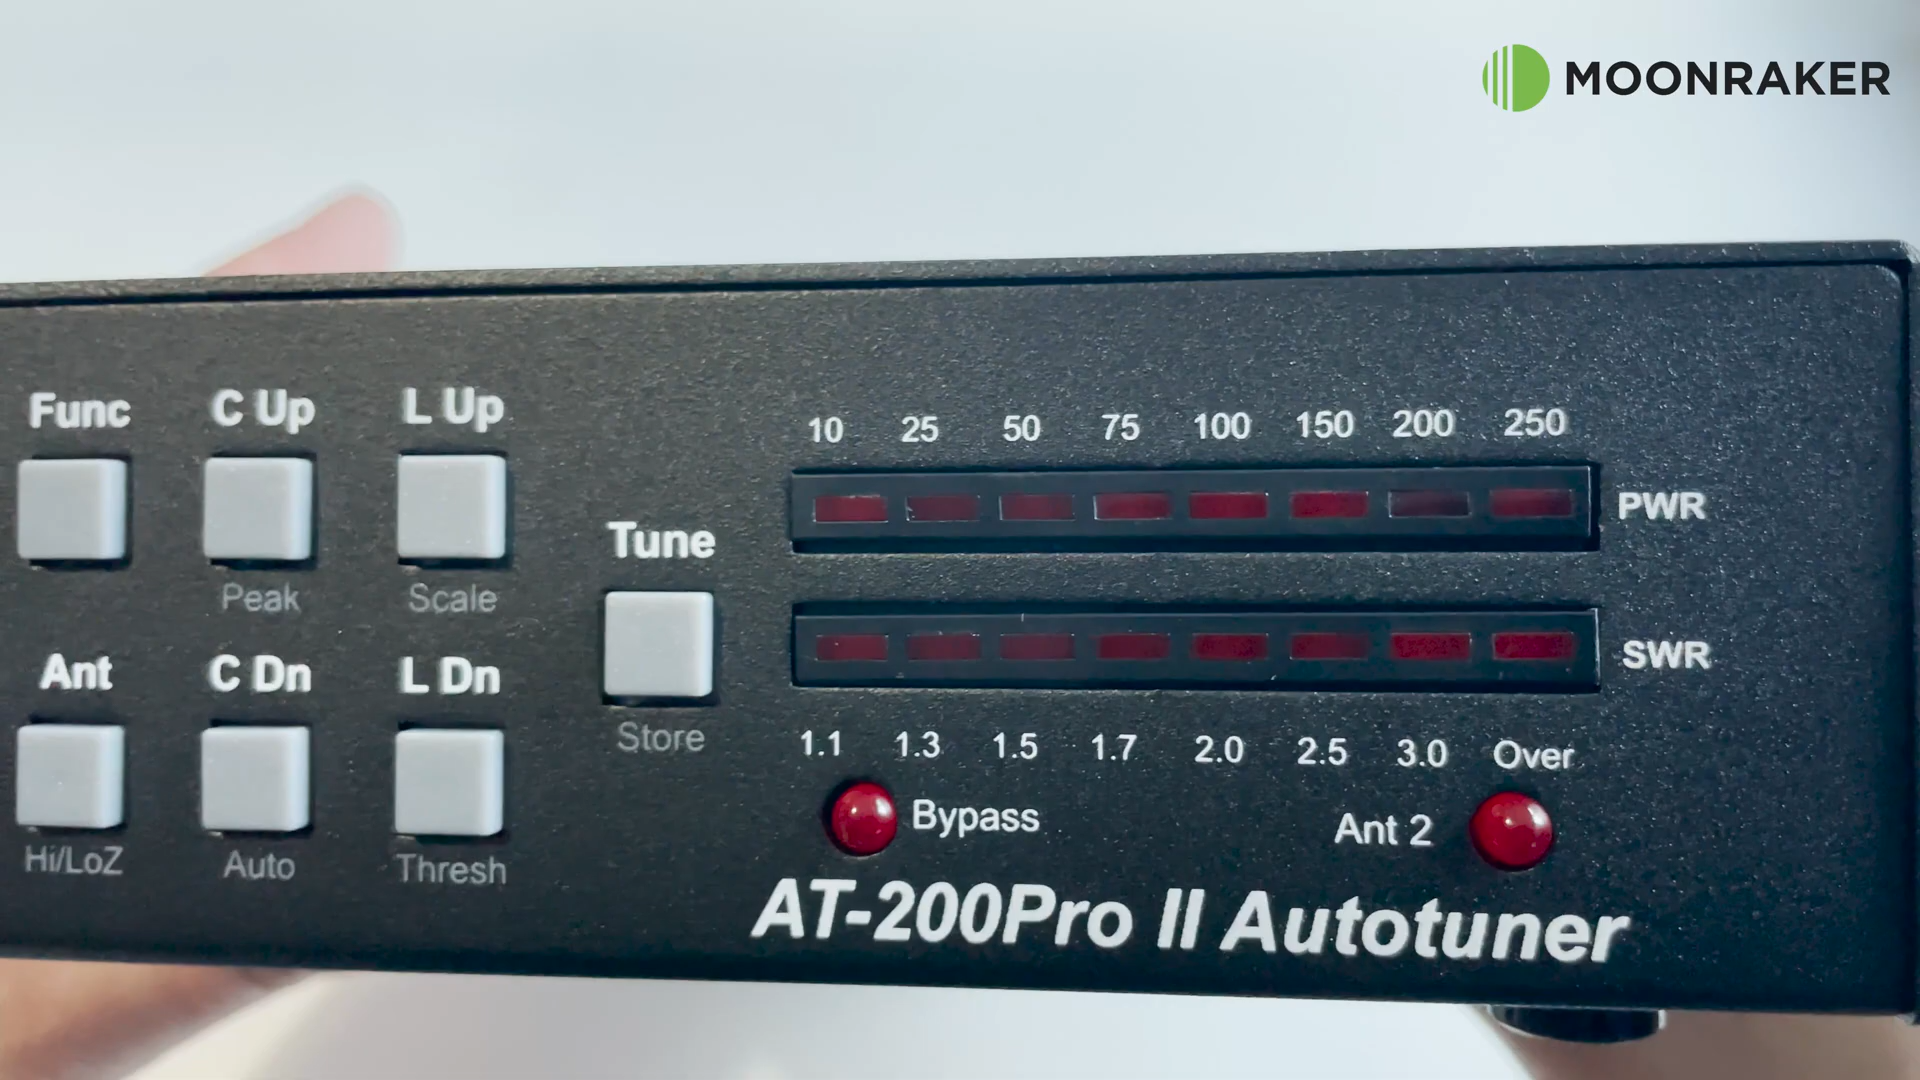 MOONRAKER
Func C Up L Up
10 25 50 75 100 150 200 250
PWR
Peak Scale
Tune
Ant C Dn L Dn
SWR
Store
1.1 1.3 1.5 1.7 2.0 2.5 3.0 Over
Bypass Ant 2
Hi/LoZ Auto Thresh
AT-200Pro II Autotuner